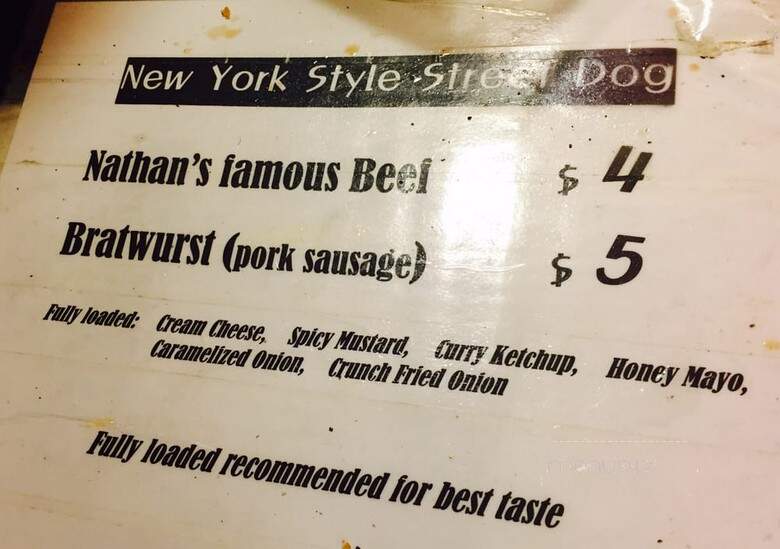 New York Style Street Dog
Nathan's famous Beef $ 4
Bratwurst (pork sausage) $ 5
Fully loaded: Cream Cheese, Spicy Mustard, Curry Ketchup, Honey Mayo,
Caramelized Onion, Crunch Fried Onion
Fully loaded recommended for best taste